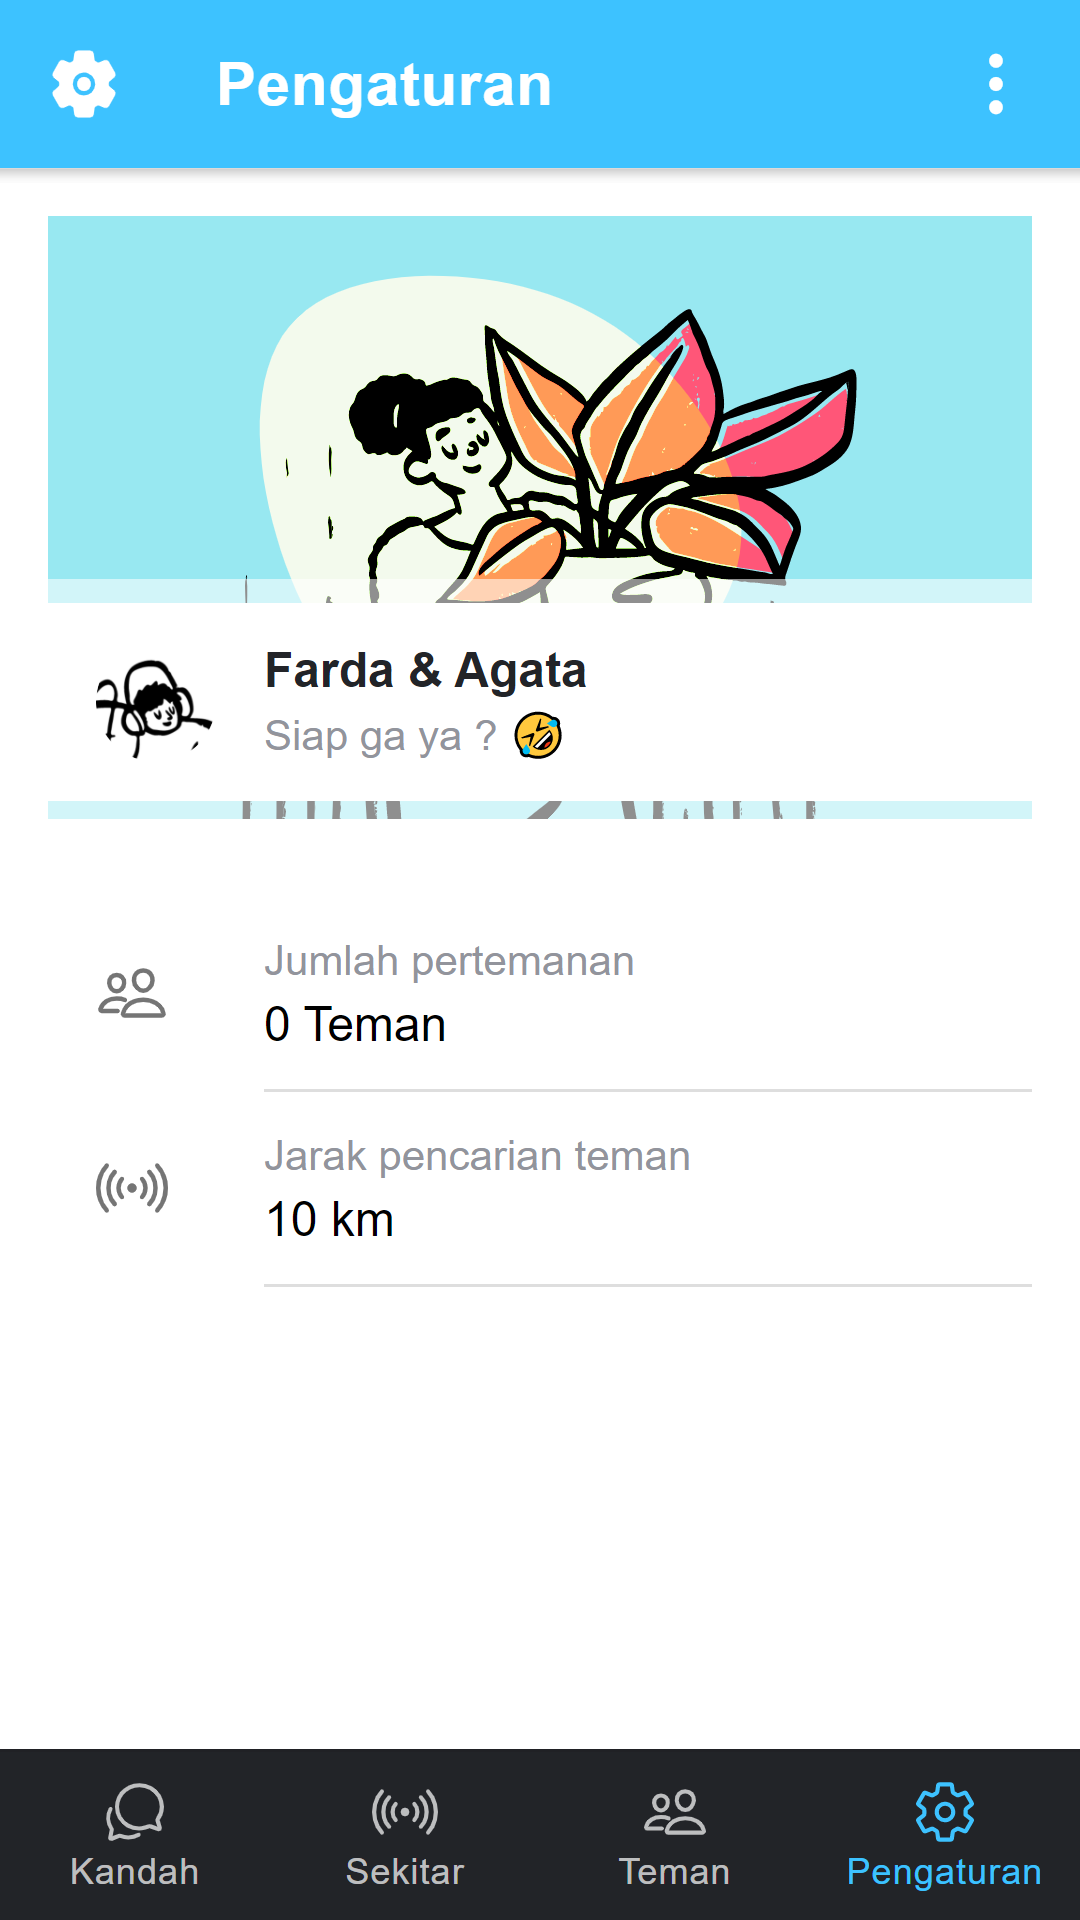 Pengaturan
Farda & Agata
Siap ga ya ? 🤣
Jumlah pertemanan
0 Teman
Jarak pencarian teman
10 km
Kandah
Sekitar
Teman
Pengaturan